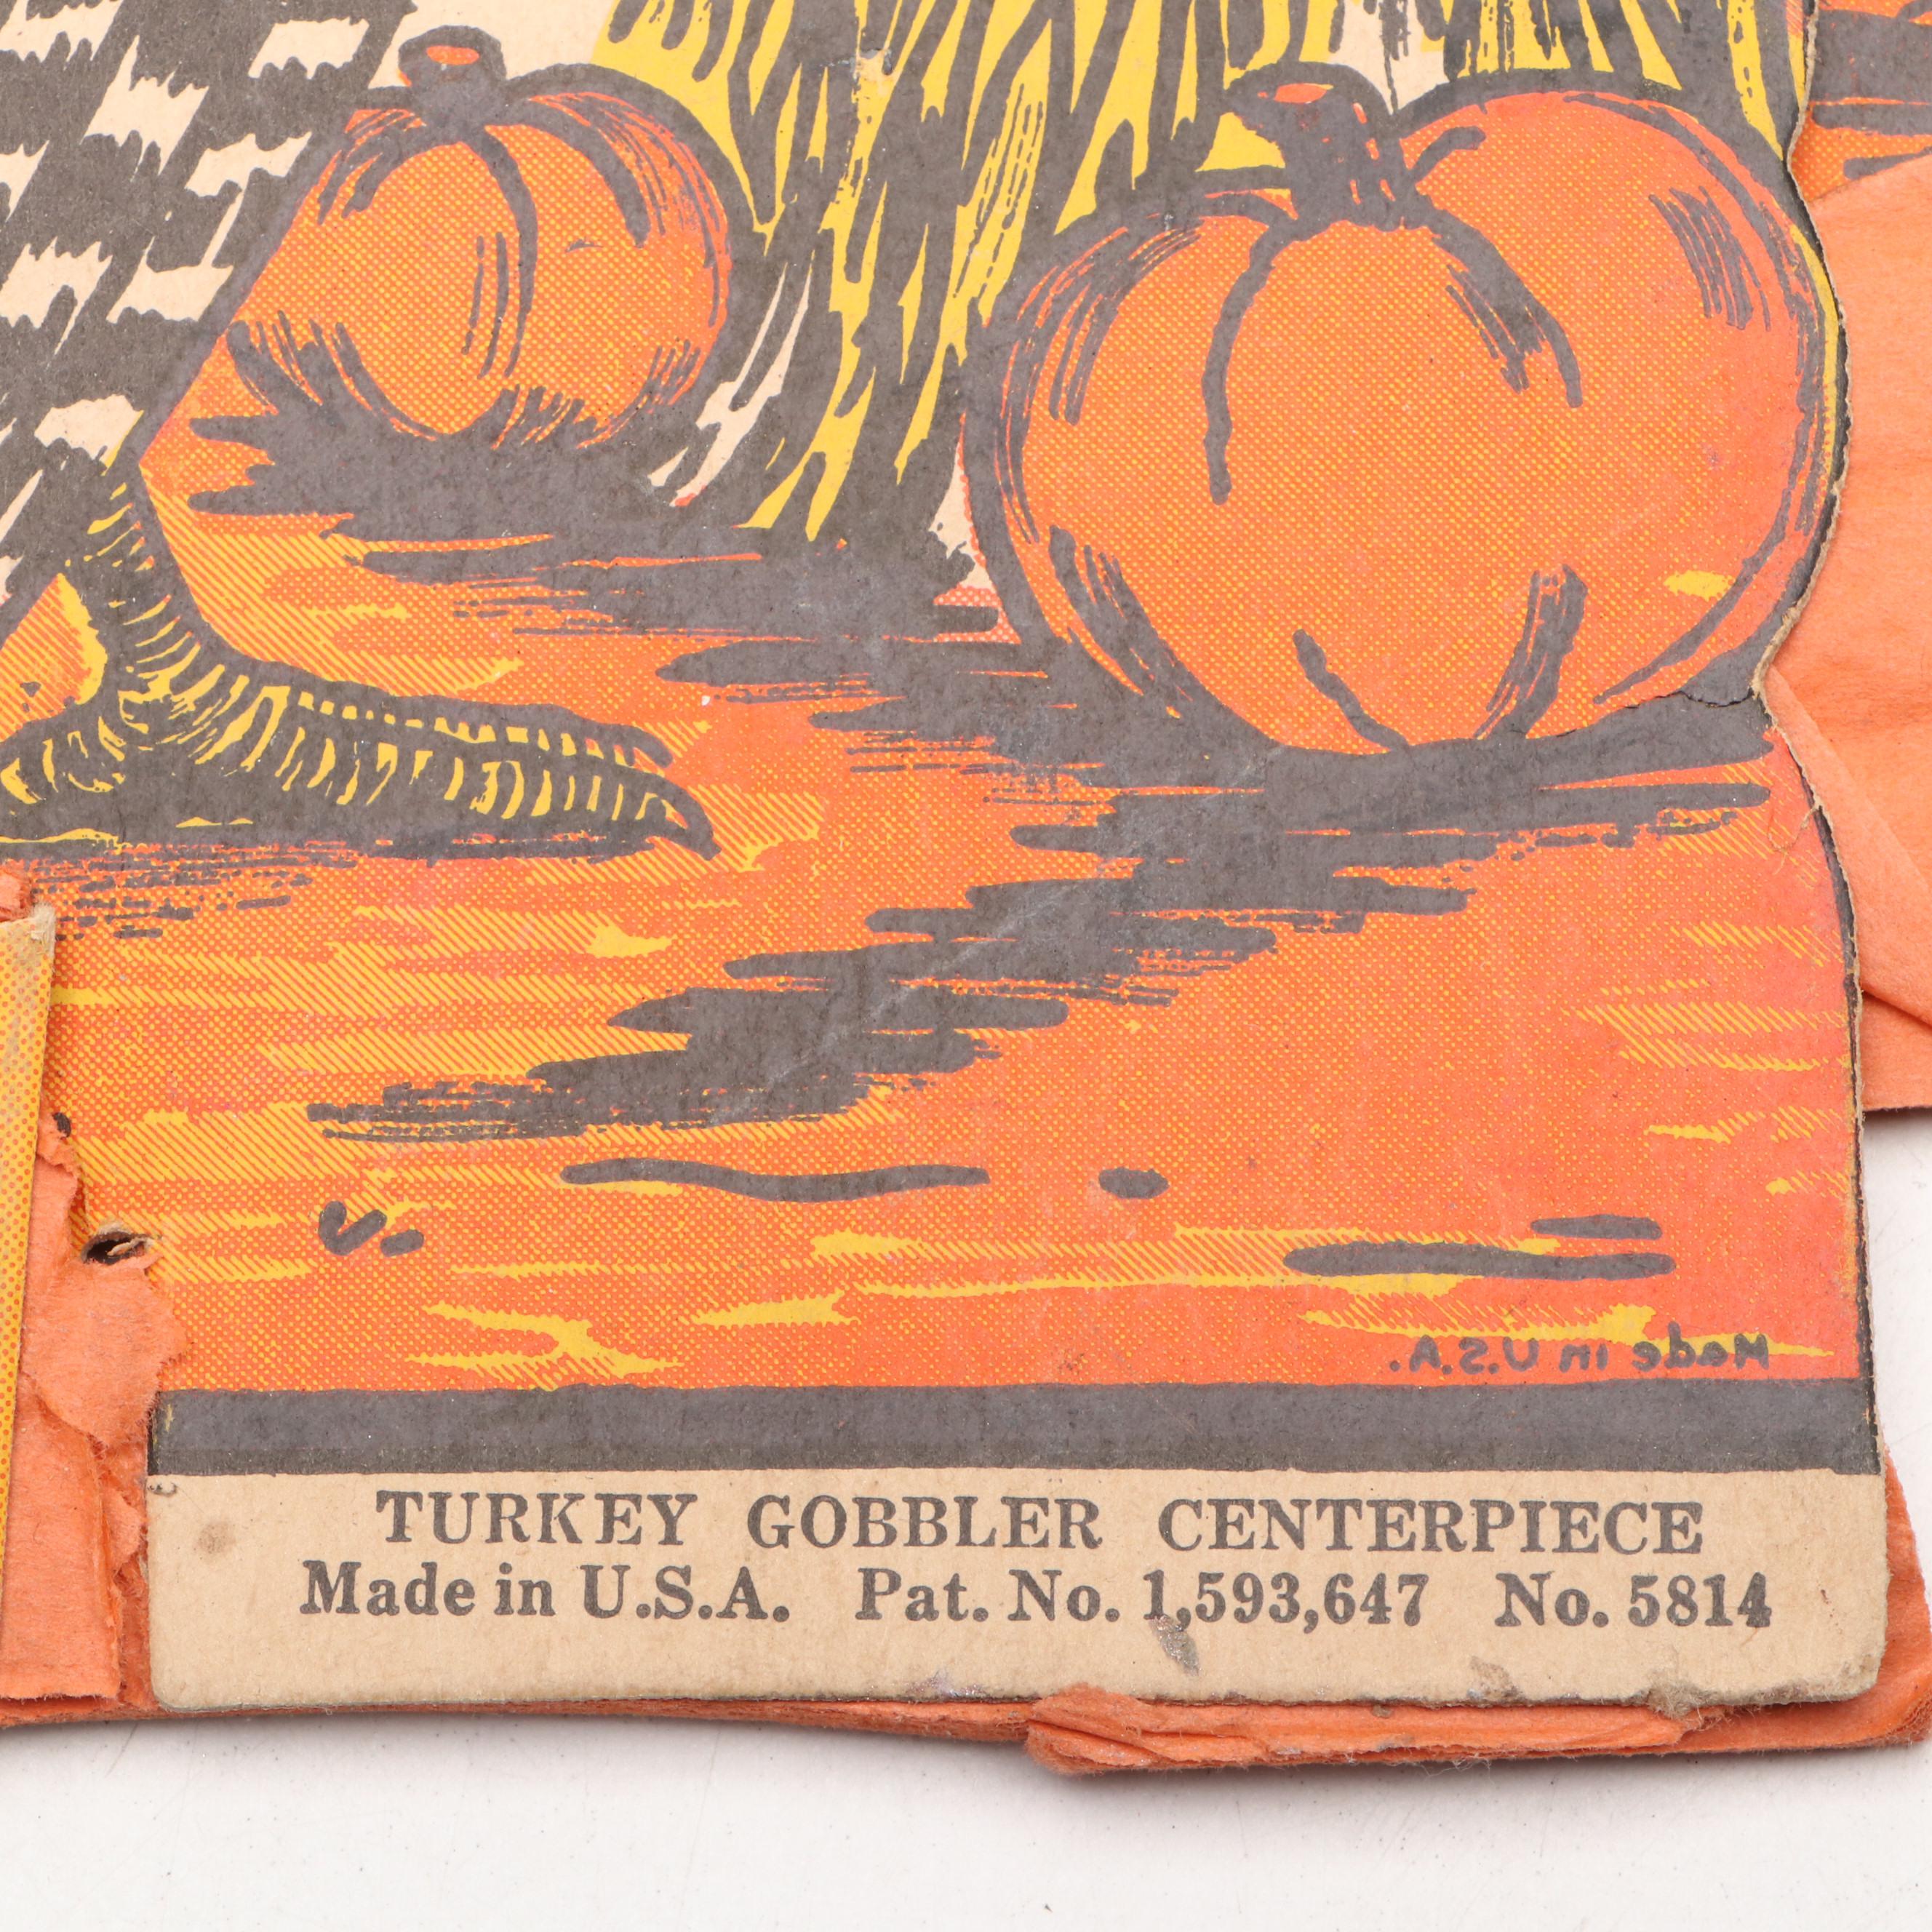 Made in U.S.A.
TURKEY GOBBLER CENTERPIECE
Made in U.S.A. Pat. No. 1,593,647 No. 5814